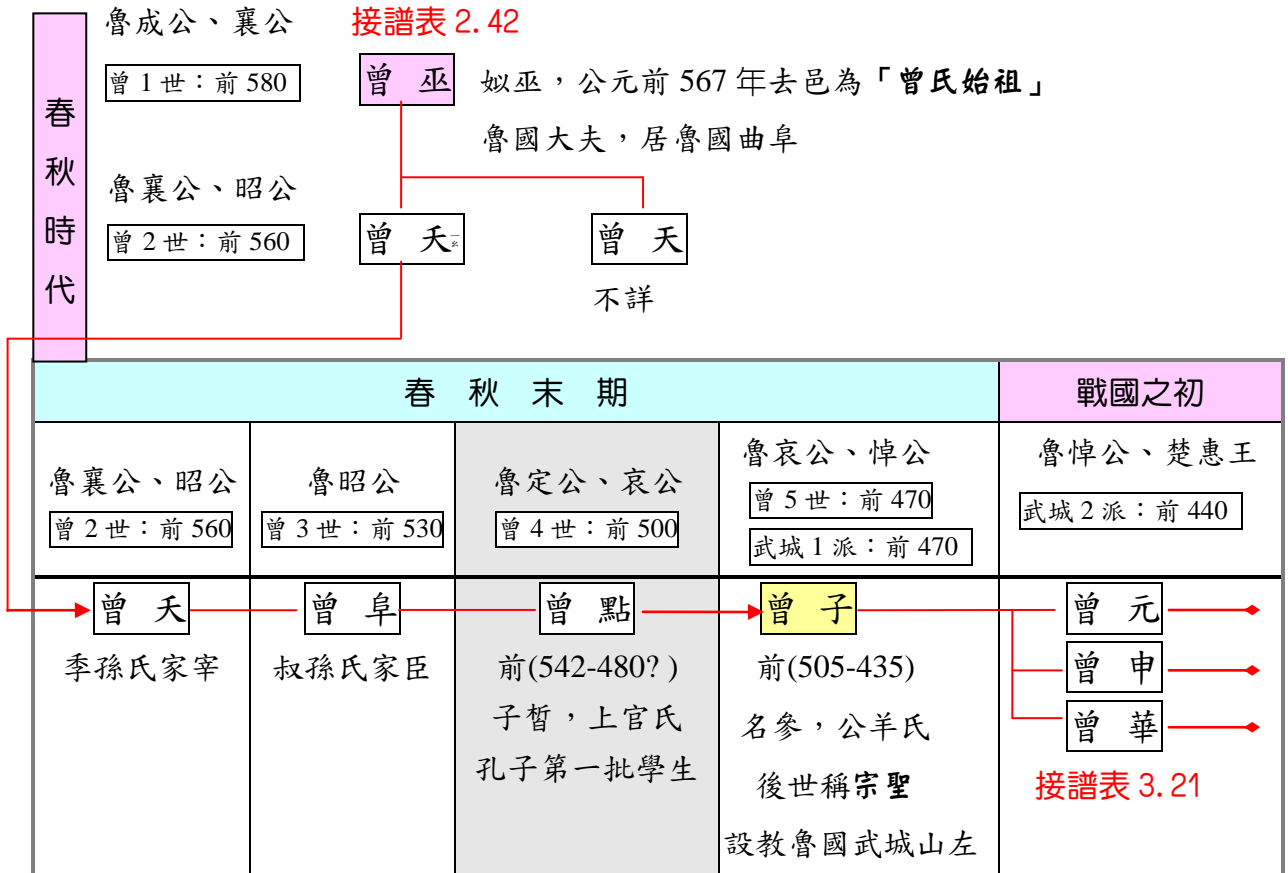 春秋時代
魯成公、襄公 接譜表 2.42
曾 1 世：前 580 曾 巫 姒巫，公元前 567 年去邑為「曾氏始祖」
魯國大夫，居魯國曲阜
魯襄公、昭公
曾 2 世：前 560 曾 夭ㄧㄠ 曾 天
不詳
春 秋 末 期 戰國之初
魯襄公、昭公
曾 2 世：前 560
魯昭公
曾 3 世：前 530
魯定公、哀公
曾 4 世：前 500
魯哀公、悼公
曾 5 世：前 470
武城 1 派：前 470
魯悼公、楚惠王
武城 2 派：前 440
曾 夭
季孫氏家宰
曾 阜
叔孫氏家臣
曾 點
前(542-480?)
子晳，上官氏
孔子第一批學生
曾 子
前(505-435)
名參，公羊氏
後世稱宗聖
設教魯國武城山左
曾 元
曾 申
曾 華
接譜表 3.21